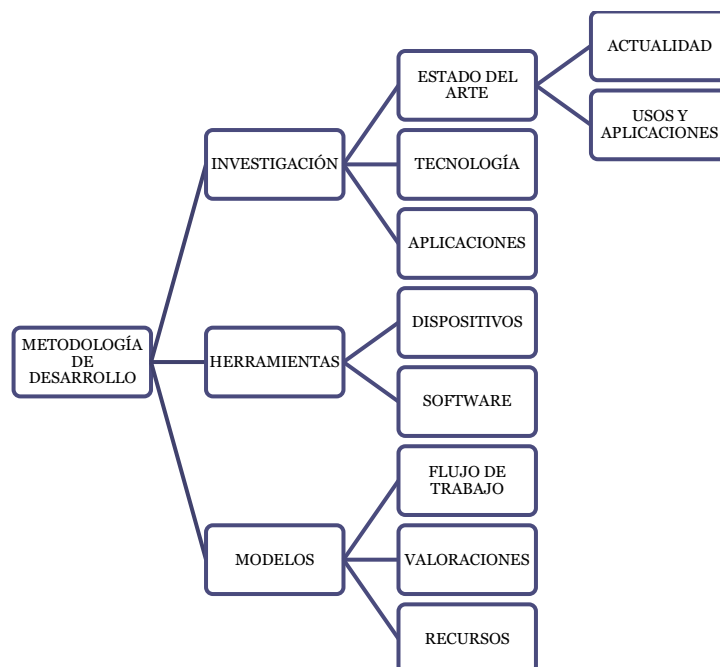 ACTUALIDAD
ESTADO DEL
ARTE
USOS Y
APLICACIONES
INVESTIGACIÓN
TECNOLOGÍA
APLICACIONES
DISPOSITIVOS
METODOLOGÍA
DE
DESARROLLO
HERRAMIENTAS
SOFTWARE
FLUJO DE
TRABAJO
MODELOS
VALORACIONES
RECURSOS